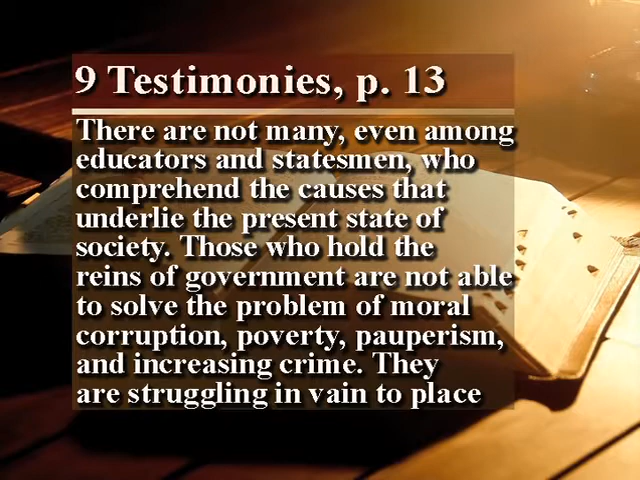 9 Testimonies, p. 13
There are not many, even among
educators and statesmen, who
comprehend the causes that
underlie the present state of
society. Those who hold the
reins of government are not able
to solve the problem of moral
corruption, poverty, pauperism,
and increasing crime. They
are struggling in vain to place